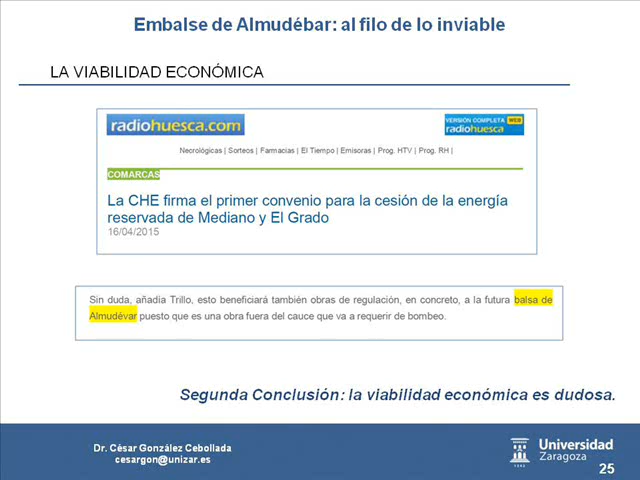 Embalse de Almudébar: al filo de lo inviable
LA VIABILIDAD ECONÓMICA
radiohuesca.com
VERSIÓN COMPLETA WEB
radiohuesca
Necrológicas | Sorteos | Farmacias | El Tiempo | Emisoras | Prog. HTV | Prog. RH |
COMARCAS
La CHE firma el primer convenio para la cesión de la energía
reservada de Mediano y El Grado
16/04/2015
Sin duda, añadía Trillo, esto beneficiará también obras de regulación, en concreto, a la futura balsa de
Almudévar puesto que es una obra fuera del cauce que va a requerir de bombeo.
Segunda Conclusión: la viabilidad económica es dudosa.
Dr. César González Cebollada
cesargon@unizar.es
Universidad
Zaragoza
1542
25